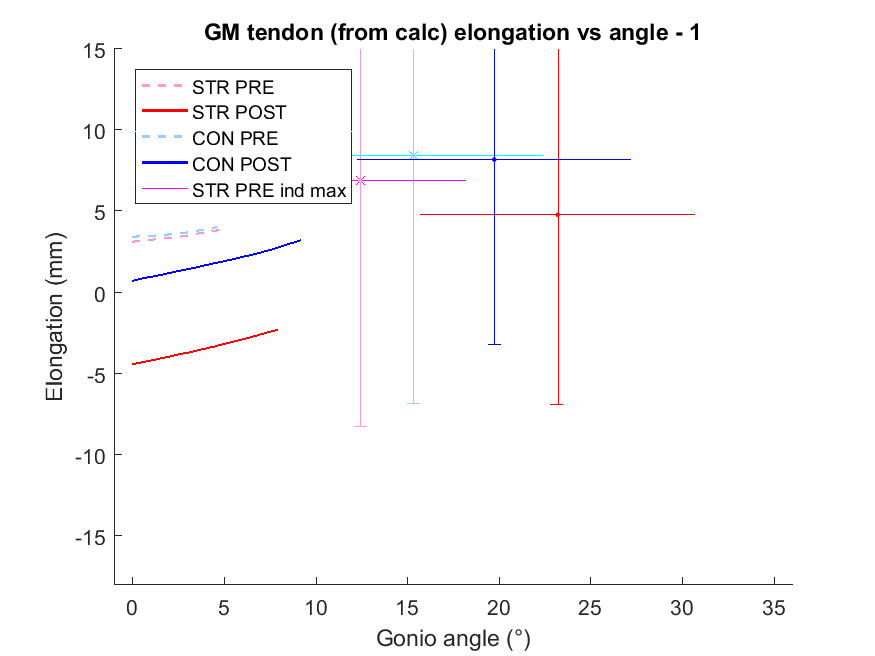 GM tendon (from calc) elongation vs angle - 1
STR PRE
STR POST
CON PRE
CON POST
STR PRE ind max
15
10
5
0
-5
-10
-15
Elongation (mm)
0 5 10 15 20 25 30 35
Gonio angle (°)